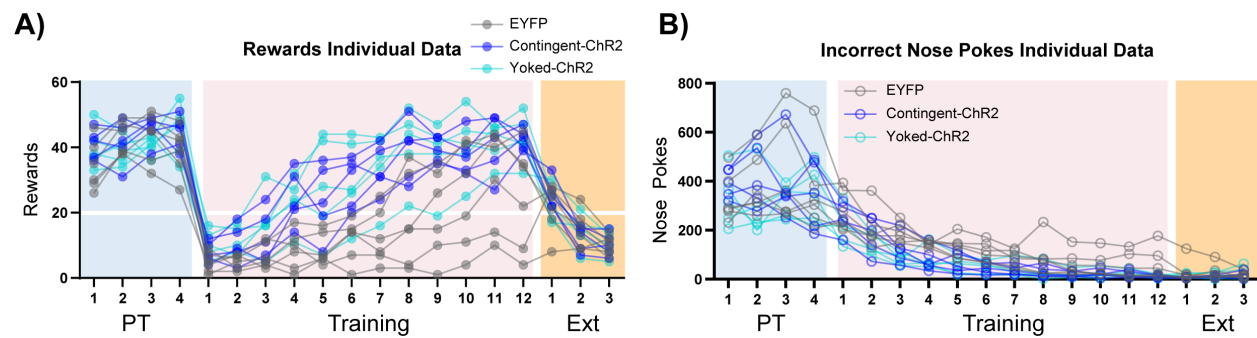 A)
Rewards Individual Data
EYFP
Contingent-ChR2
Yoked-ChR2
60
40
20
0
Rewards
1 2 3 4 1 2 3 4 5 6 7 8 9 10 11 12 1 2 3
PT Training Ext
B)
Incorrect Nose Pokes Individual Data
EYFP
Contingent-ChR2
Yoked-ChR2
800
600
400
200
0
Nose Pokes
1 2 3 4 1 2 3 4 5 6 7 8 9 10 11 12 1 2 3
PT Training Ext